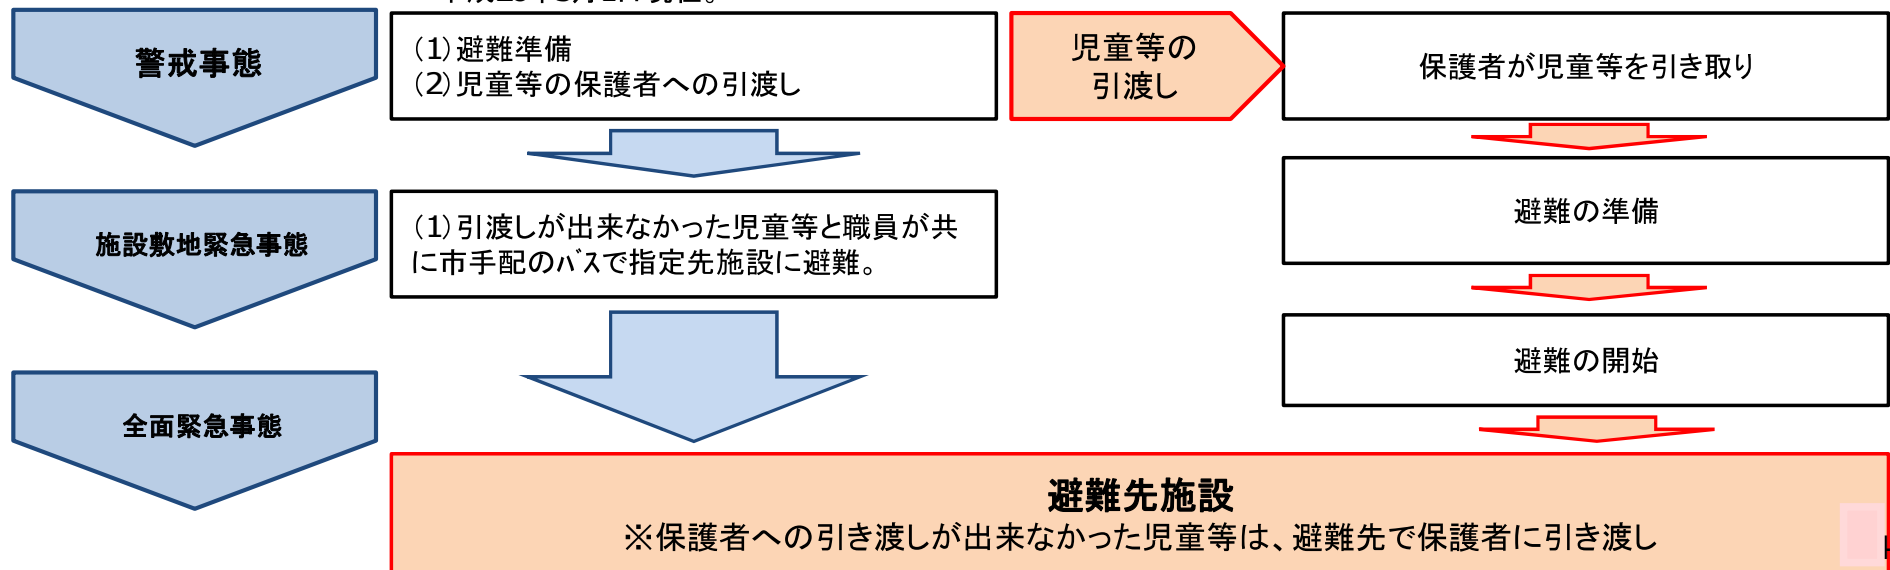 警戒事態
(1)避難準備
(2)児童等の保護者への引渡し
児童等の
引渡し
保護者が児童等を引き取り
施設敷地緊急事態
(1)引渡しが出来なかった児童等と職員が共
に市手配のバスで指定先施設に避難。
避難の準備
避難の開始
全面緊急事態
避難先施設
※保護者への引き渡しが出来なかった児童等は、避難先で保護者に引き渡し